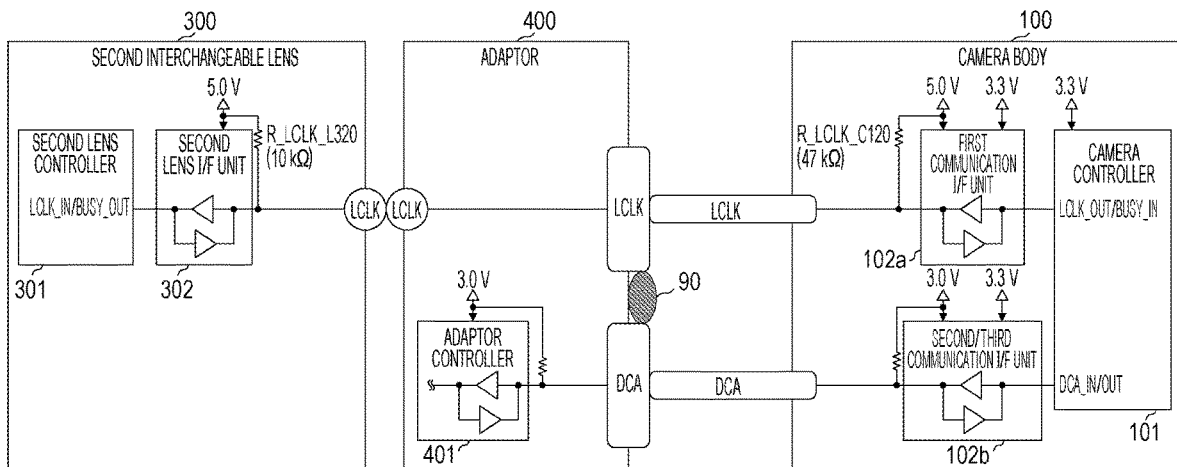 300
400
100
SECOND INTERCHANGEABLE LENS
ADAPTOR
CAMERA BODY
5.0 V
5.0 V
3.3 V
3.3 V
SECOND LENS
CONTROLLER
LCLK_IN/BUSY_OUT
301
SECOND
LENS I/F UNIT
302
R_LCLK_L320
(10 kΩ)
LCLK
LCLK
LCLK
LCLK
R_LCLK_C120
(47 kΩ)
FIRST
COMMUNICATION
I/F UNIT
102a
CAMERA
CONTROLLER
LCLK_OUT/BUSY_IN
90
3.0 V
ADAPTOR
CONTROLLER
401
DCA
DCA
3.0 V
3.3 V
SECOND/THIRD
COMMUNICATION I/F UNIT
102b
DCA_IN/OUT
101